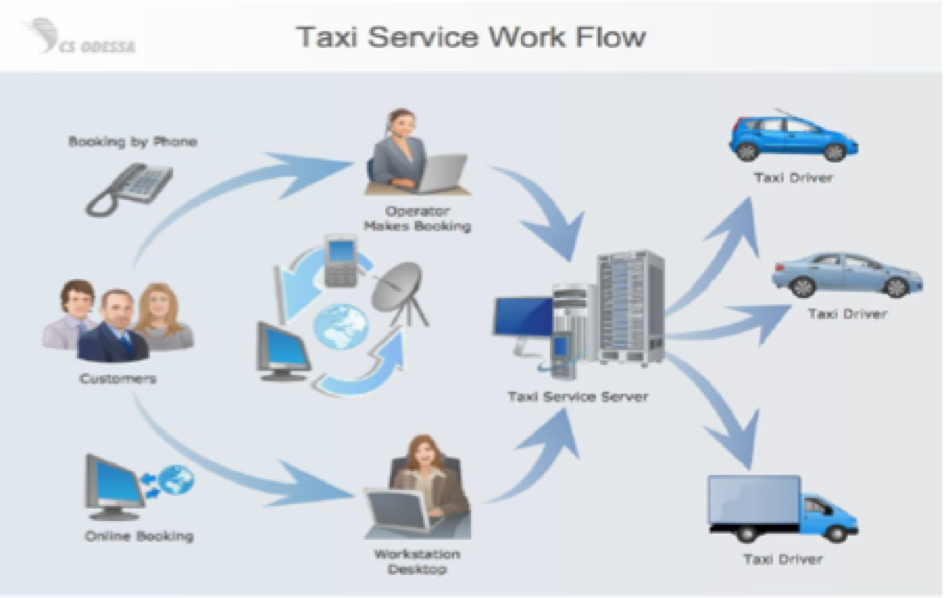 CS ODESSA
Taxi Service Work Flow
Booking by Phone
Operator
Makes Booking
Taxi Driver
Taxi Driver
Customers
Taxi Service Server
Online Booking
Workstation
Desktop
Taxi Driver